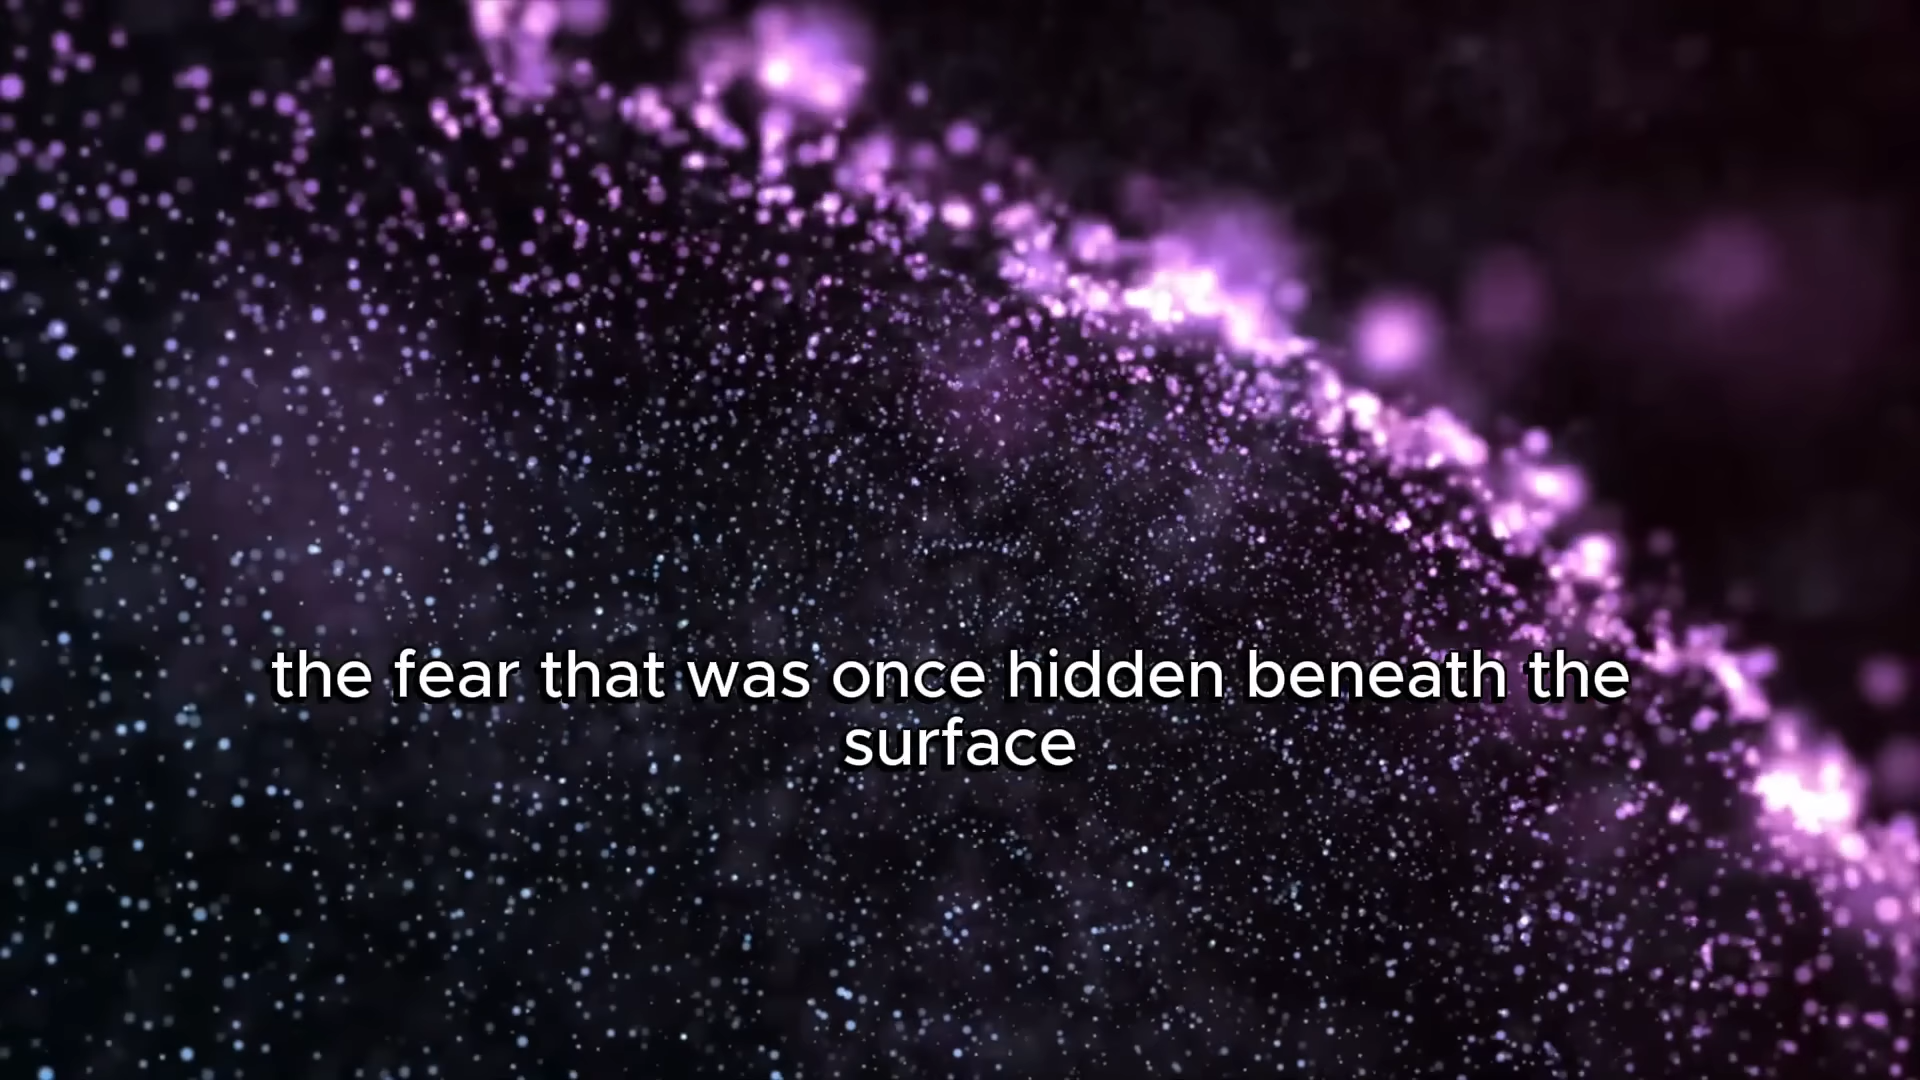 the fear that was once hidden beneath the
surface